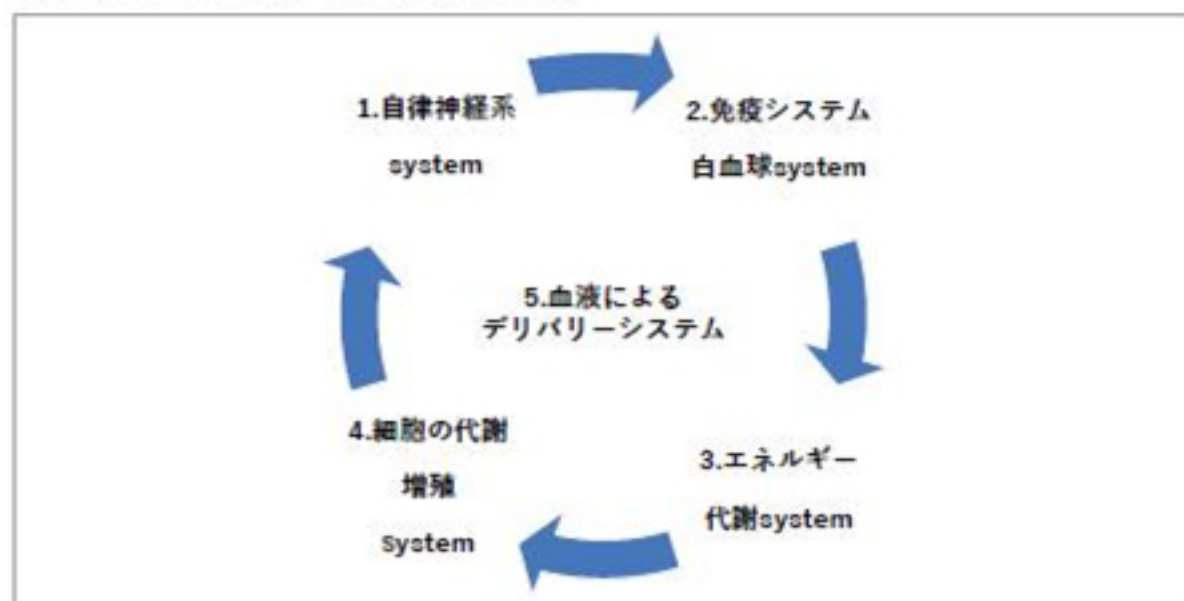 1.自律神経系
system
2.免疫システム
白血球system
5.血液による
デリバリーシステム
4.細胞の代謝
増殖
System
3.エネルギー
代謝system